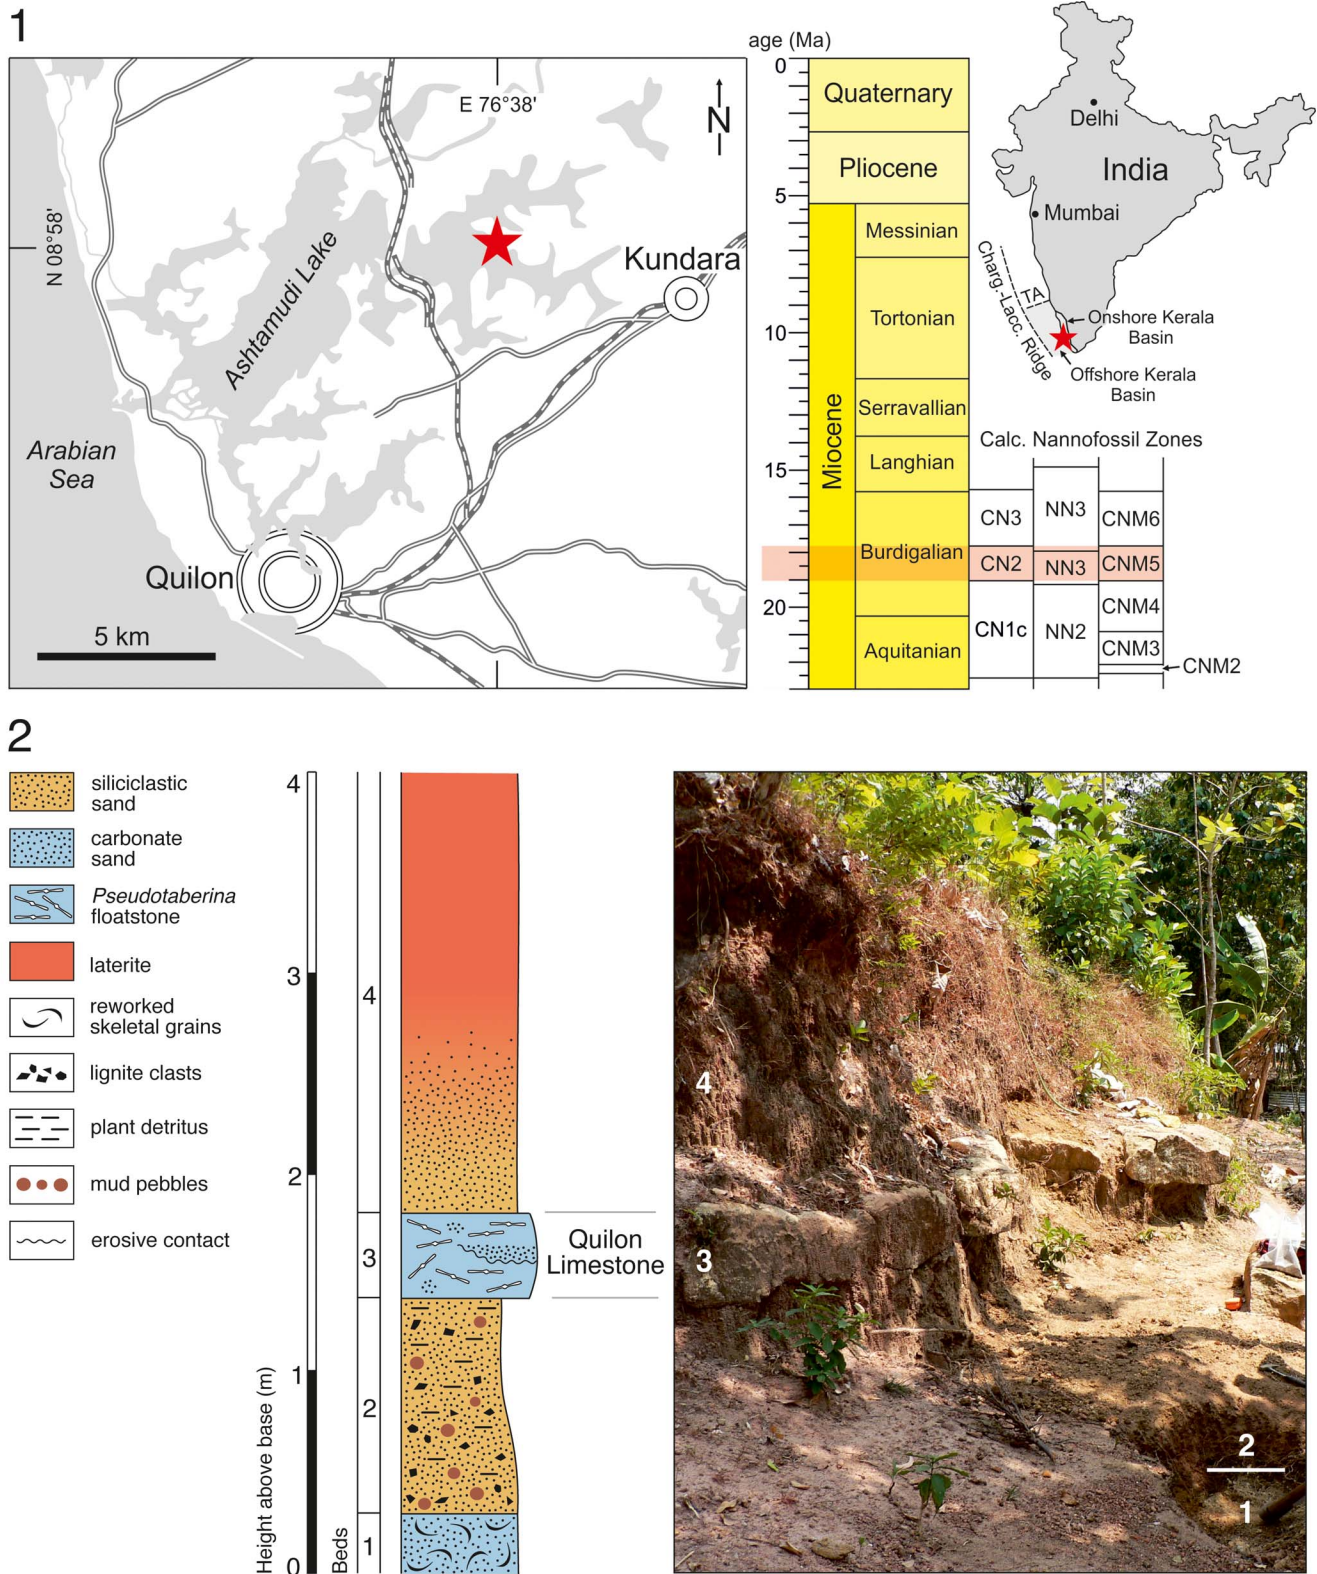 1
E 76°38'
N
N 08°58'
Ashtamudi Lake
Kundara
Arabian
Sea
Quilon
5 km
age (Ma)
0
5
10
15
20
Quaternary
Pliocene
Miocene
Messinian
Tortonian
Serravallian
Langhian
Burdigalian
Aquitanian
Delhi
India
Mumbai
Charg.-Lacc. Ridge
TA
Onshore Kerala
Basin
Offshore Kerala
Basin
Calc. Nannofossil Zones
CN3
NN3
CNM6
CN2
NN3
CNM5
CN1c
NN2
CNM4
CNM3
CNM2
2
siliciclastic
sand
carbonate
sand
Pseudotaberina
floatstone
laterite
reworked
skeletal grains
lignite clasts
plant detritus
mud pebbles
erosive contact
Height above base (m)
4
3
2
1
0
Beds
4
3
2
1
Quilon
Limestone
4
3
2
1